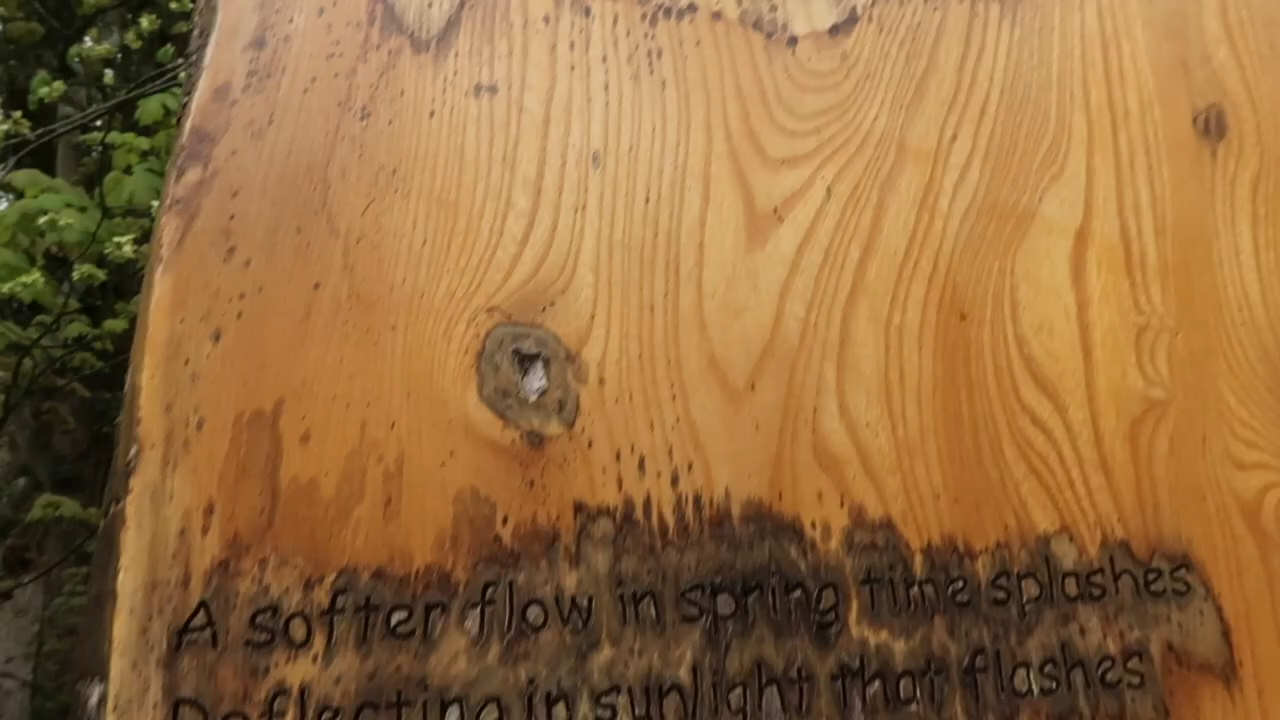 A softer flow in spring time splashes
in sunlight that flashes